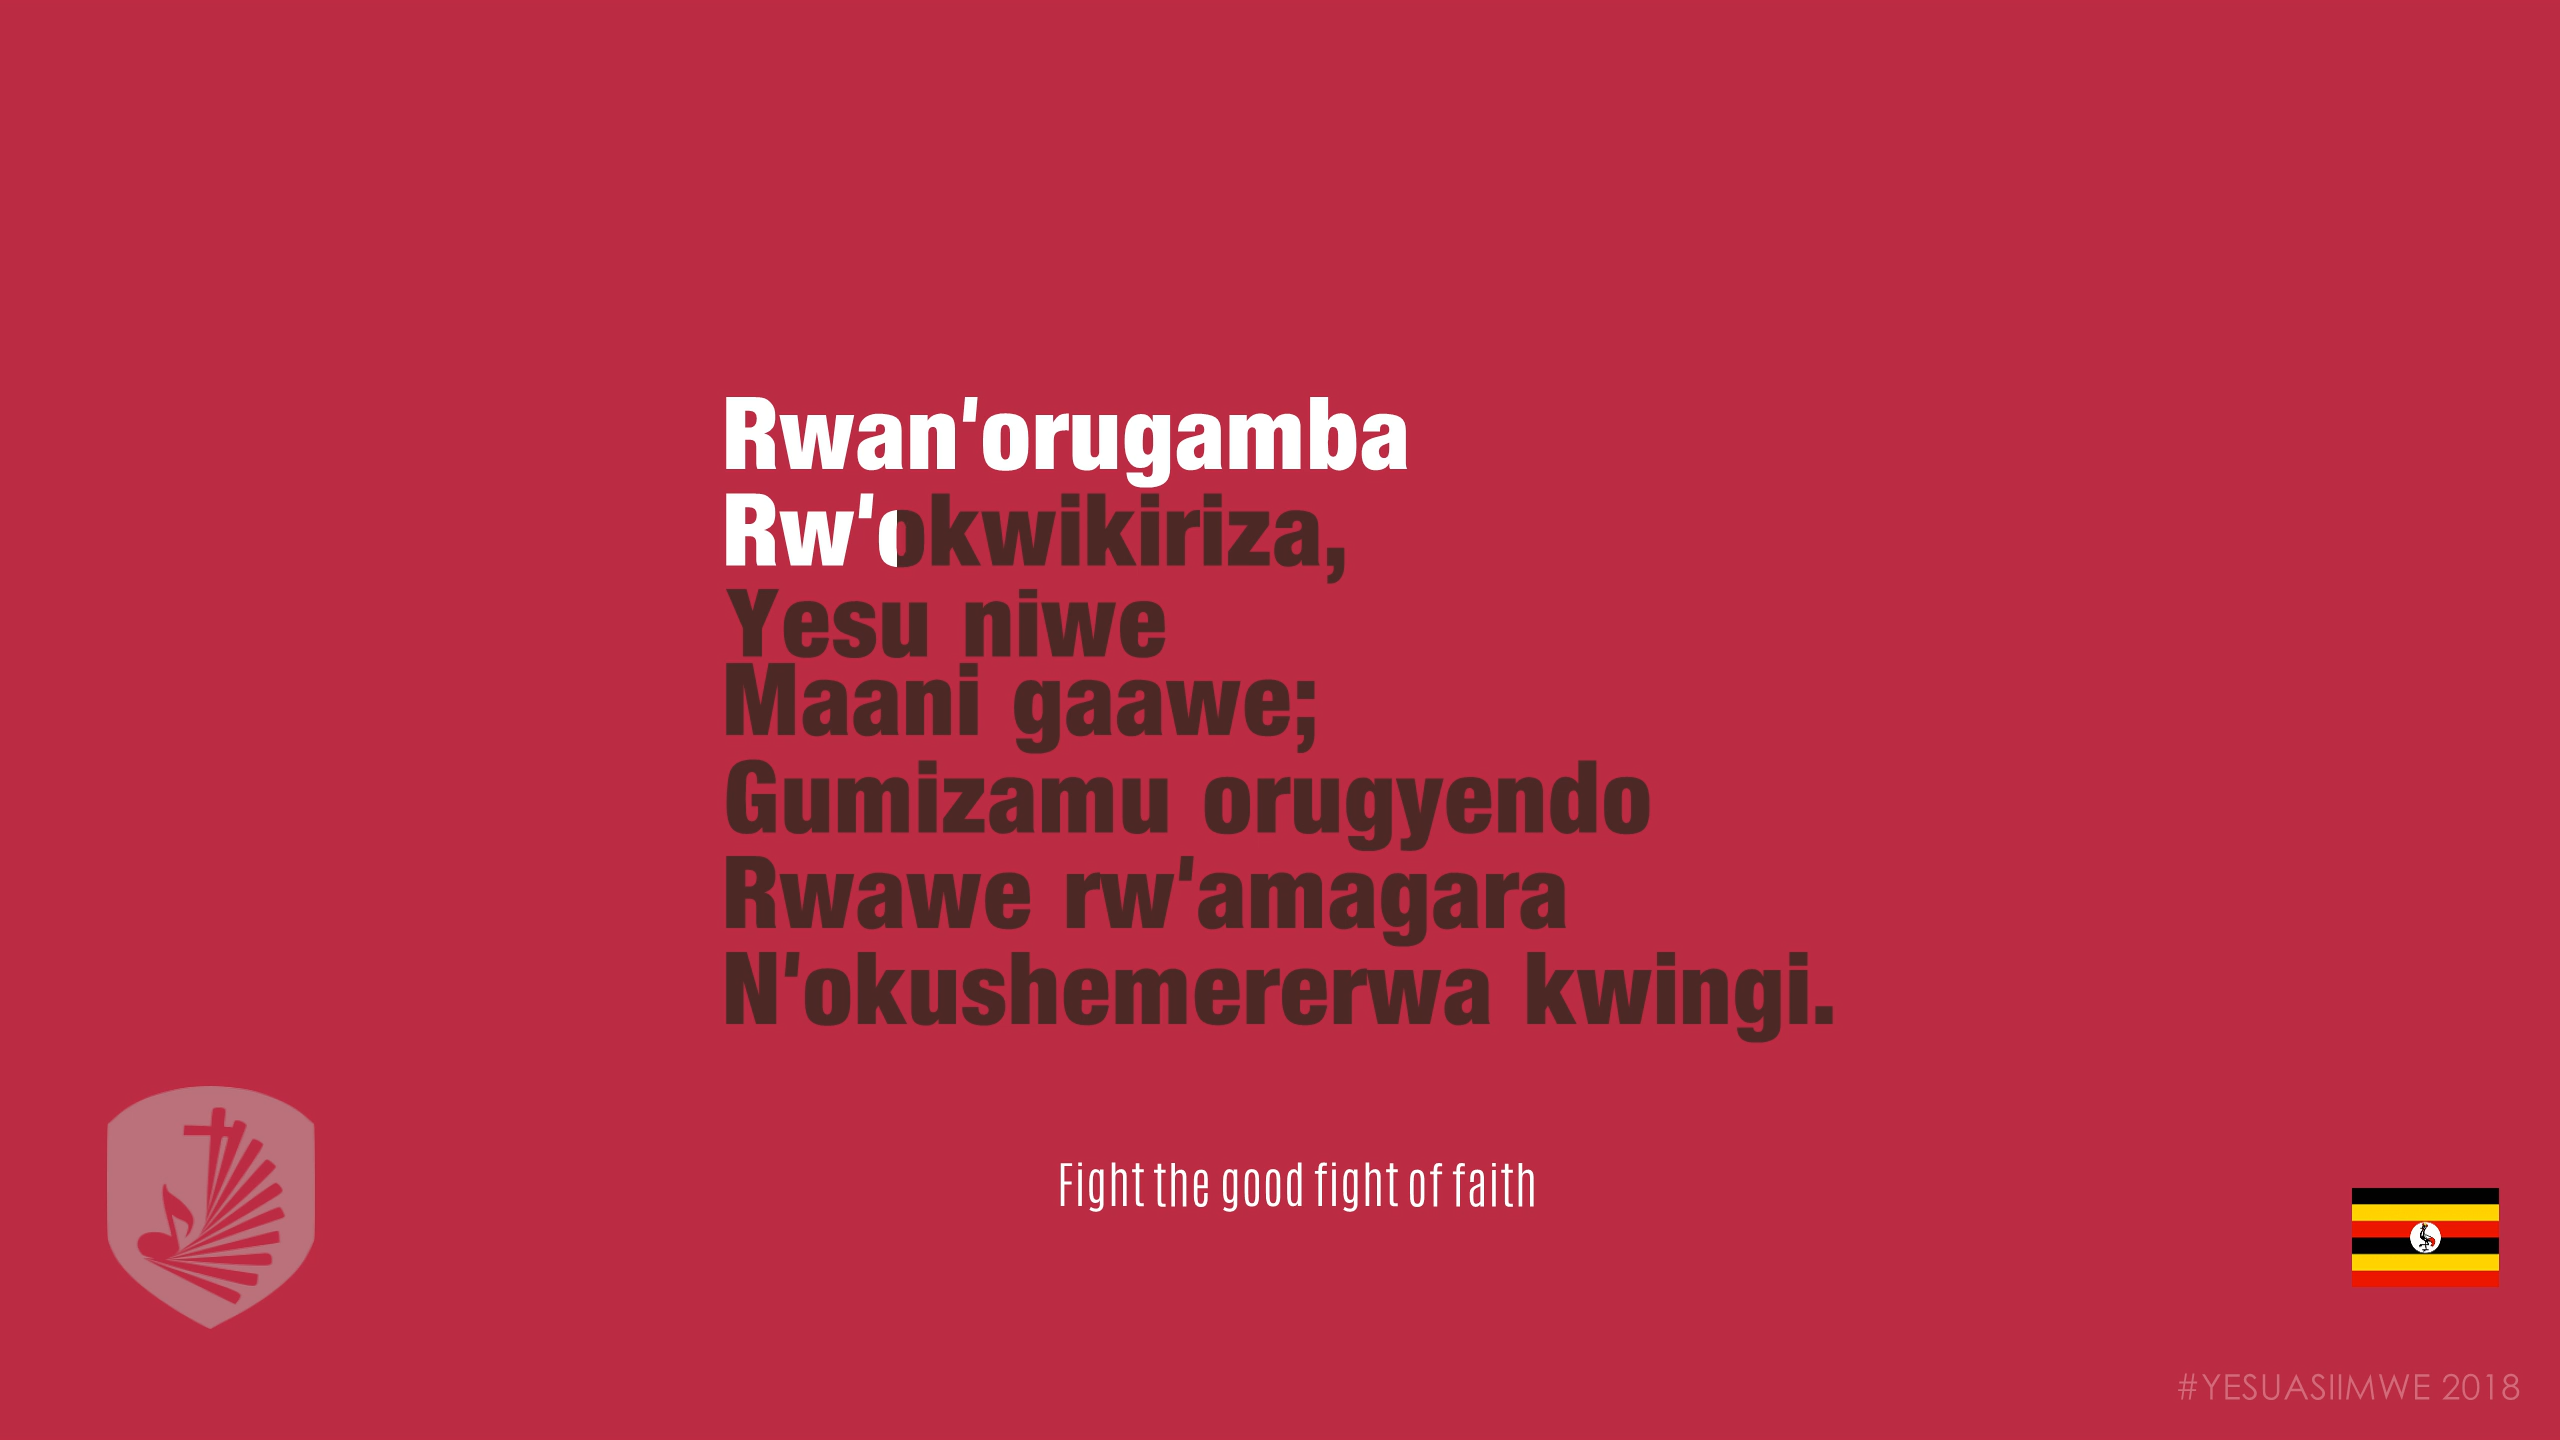 Rwan'orugamba
Rw'okwikiriza,
Yesu niwe
Maani gaawe;
Gumizamu orugyendo
Rwawe rw'amagara
N'okushemererwa kwingi.
Fight the good fight of faith
#YESUASIIMWE 2018